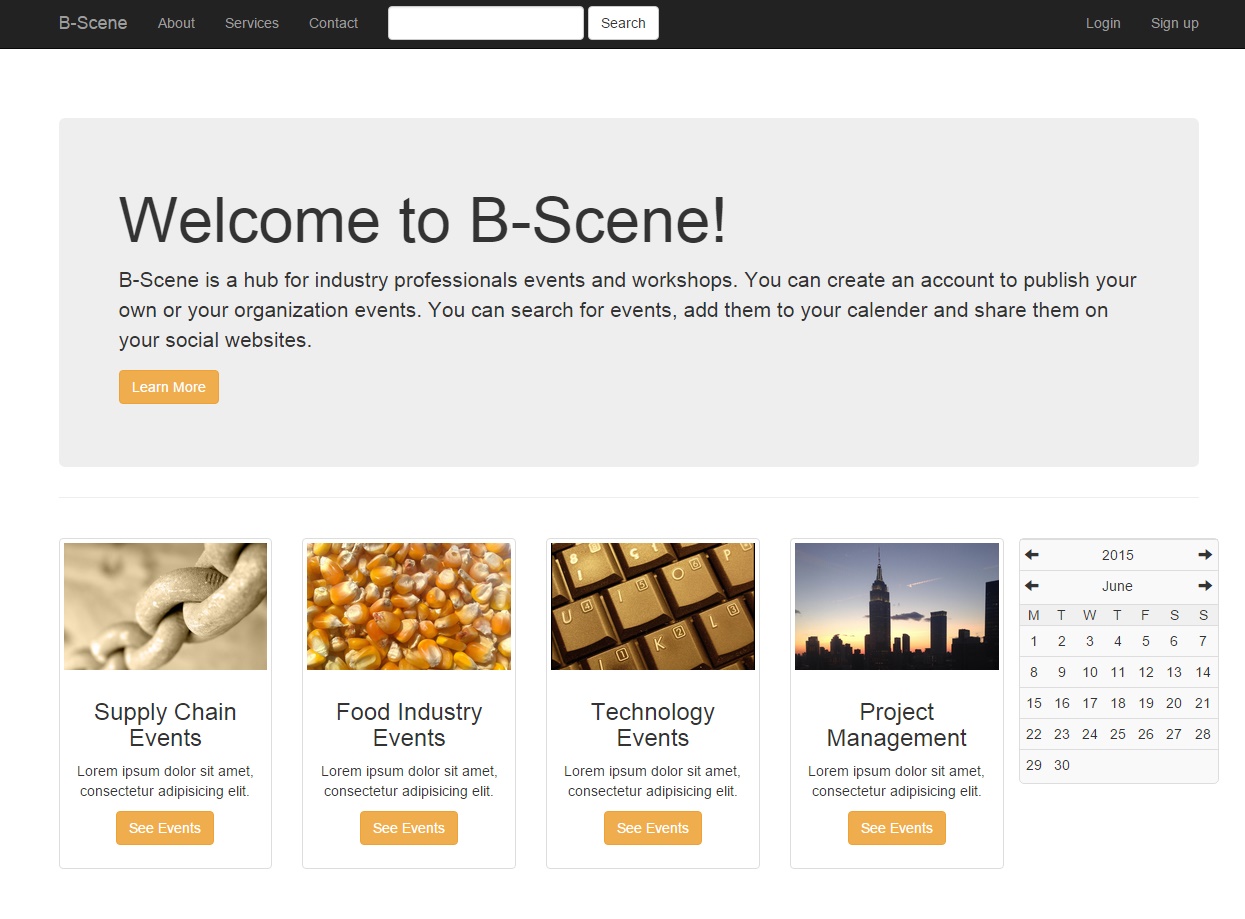 B-Scene About Services Contact Search Login Sign up
Welcome to B-Scene!
B-Scene is a hub for industry professionals events and workshops. You can create an account to publish your
own or your organization events. You can search for events, add them to your calender and share them on
your social websites.
Learn More
Supply Chain
Events
Lorem ipsum dolor sit amet,
consectetur adipisicing elit.
See Events
Food Industry
Events
Lorem ipsum dolor sit amet,
consectetur adipisicing elit.
See Events
Technology
Events
Lorem ipsum dolor sit amet,
consectetur adipisicing elit.
See Events
Project
Management
Lorem ipsum dolor sit amet,
consectetur adipisicing elit.
See Events
2015
June
M T W T F S S
1 2 3 4 5 6 7
8 9 10 11 12 13 14
15 16 17 18 19 20 21
22 23 24 25 26 27 28
29 30